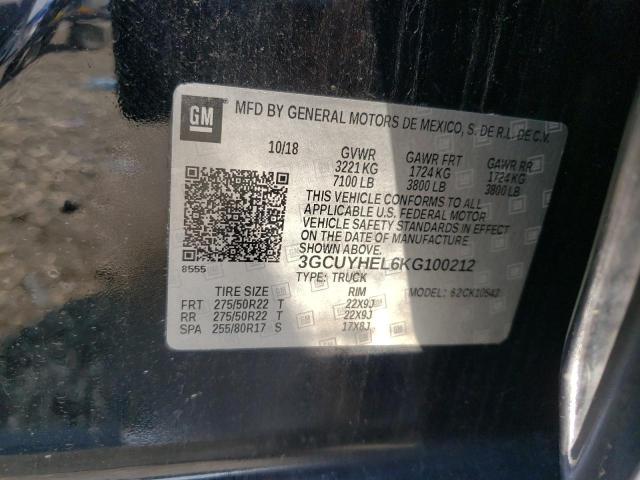 GM MFD BY GENERAL MOTORS DE MEXICO, S. DE R.L. DE C.V.
10/18 GVWR GAWR FRT GAWR RR
3221 KG 1724 KG 1724 KG
7100 LB 3800 LB 3800 LB
THIS VEHICLE CONFORMS TO ALL
APPLICABLE U.S. FEDERAL MOTOR
VEHICLE SAFETY STANDARDS IN EFFECT
ON THE DATE OF MANUFACTURE
SHOWN ABOVE.
8555 3GCUYHEL6KG100212
TYPE: TRUCK MODEL: 62CK10543
TIRE SIZE RIM
FRT 275/50R22 T 22X9J
RR 275/50R22 T 22X9J
SPA 255/80R17 S 17X8J